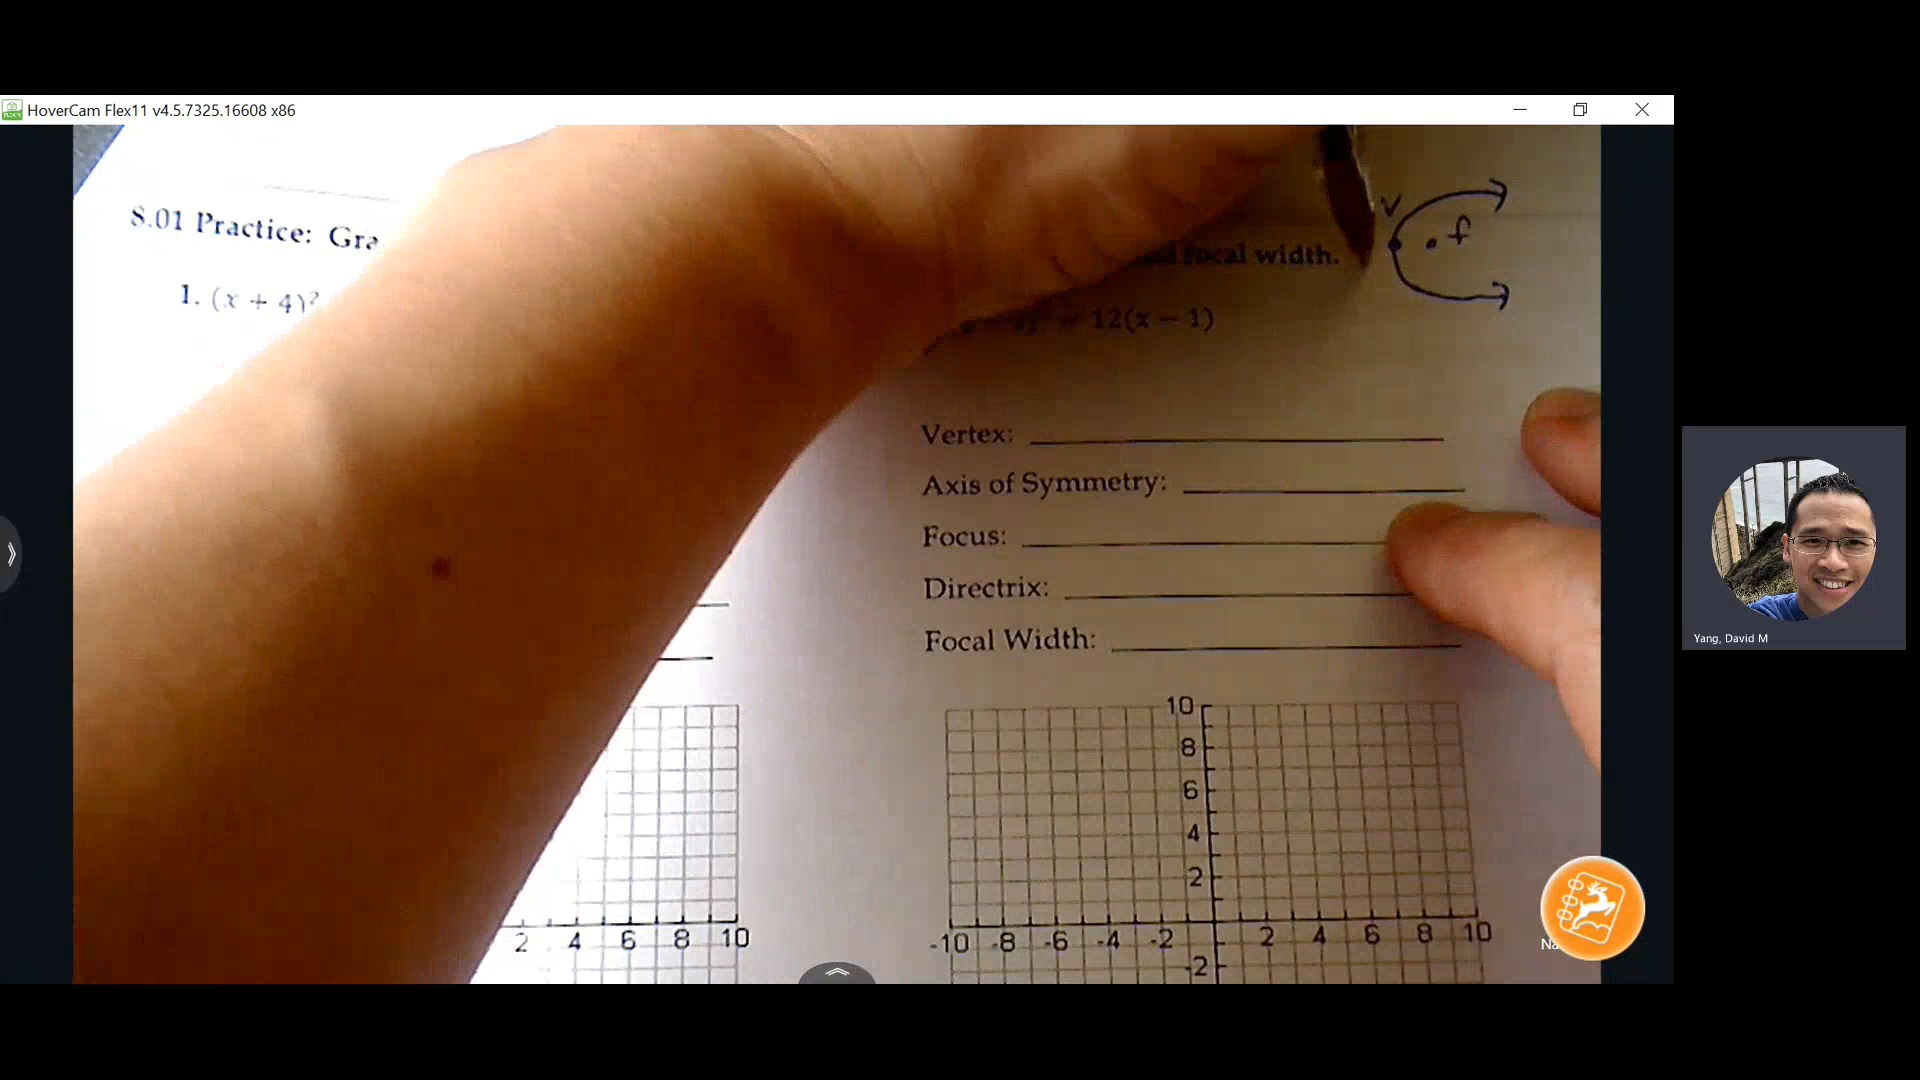 HoverCam Flex11 v4.5.7325.16608 x86
8.01 Practice: Gra
focal width.
V
f
1. (x + 4)²
12(x − 1)
Vertex:
Axis of Symmetry:
Focus:
Directrix:
Focal Width:
10
8
6
4
2
2 4 6 8 10
-10 -8 -6 -4 -2 2 4 6 8 10
-2
Na
Yang, David M